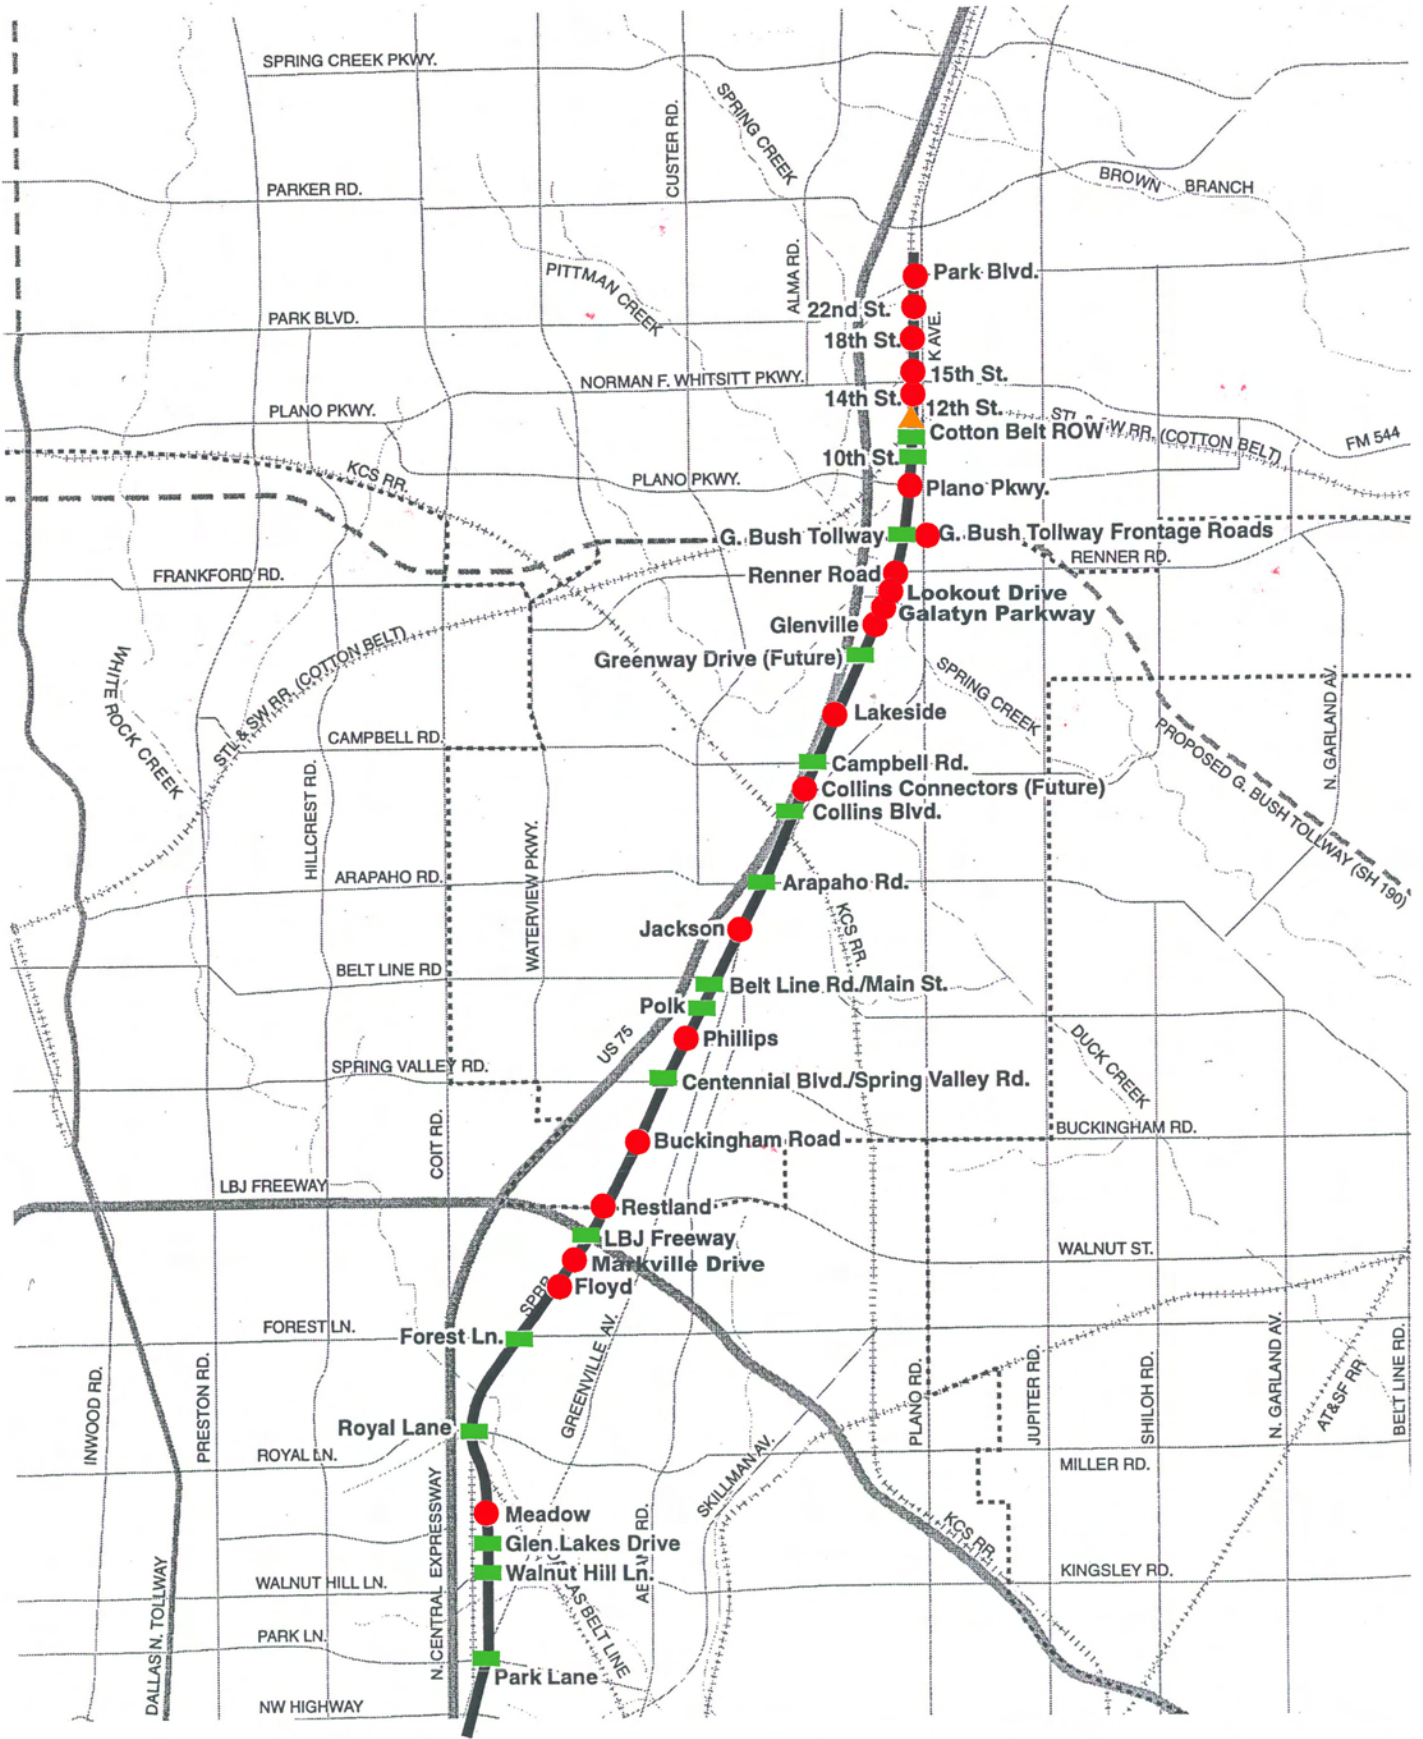 SPRING CREEK PKWY.
CUSTER RD.
SPRING CREEK
PARKER RD.
BROWN BRANCH
ALMA RD.
PITTMAN CREEK
Park Blvd.
22nd St.
PARK BLVD.
18th St.
K AVE.
15th St.
NORMAN F. WHITSITT PKWY.
14th St.
12th St.
PLANO PKWY.
Cotton Belt ROW
RR. (COTTON BELT)
FM 544
10th St.
KCS RR.
PLANO PKWY.
Plano Pkwy.
G. Bush Tollway
G. Bush Tollway Frontage Roads
RENNER RD.
FRANKFORD RD.
Renner Road
Lookout Drive
Galatyn Parkway
Glenville
Greenway Drive (Future)
STL & SW RR. (COTTON BELT)
WHITE ROCK CREEK
SPRING CREEK
N. GARLAND AV.
Lakeside
CAMPBELL RD.
PROPOSED G. BUSH TOLLWAY (SH 190)
Campbell Rd.
Collins Connectors (Future)
Collins Blvd.
HILLCREST RD.
WATERVIEW PKWY.
ARAPAHO RD.
Arapaho Rd.
KCS RR.
Jackson
BELT LINE RD
Belt Line Rd./Main St.
Polk
US 75
Phillips
DUCK CREEK
SPRING VALLEY RD.
Centennial Blvd./Spring Valley Rd.
COIT RD.
Buckingham Road
BUCKINGHAM RD.
LBJ FREEWAY
Restland
LBJ Freeway
WALNUT ST.
Markville Drive
Floyd
SPRR
FOREST LN.
Forest Ln.
GREENVILLE AV.
INWOOD RD.
PRESTON RD.
PLANO RD.
JUPITER RD.
SHILOH RD.
N. GARLAND AV.
AT&SF RR
BELT LINE RD.
Royal Lane
ROYAL LN.
SKILLMAN AV.
MILLER RD.
N. CENTRAL EXPRESSWAY
Meadow
KCS RR
Glen Lakes Drive
Walnut Hill Ln.
WALNUT HILL LN.
KINGSLEY RD.
RD.
BELT LINE
DALLAS N. TOLLWAY
PARK LN.
Park Lane
NW HIGHWAY